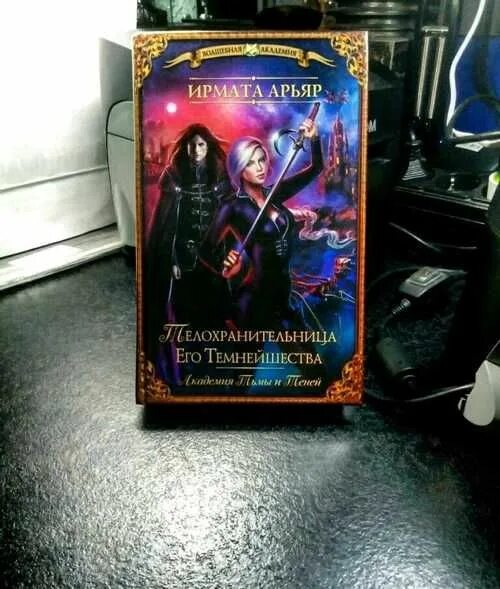 ВОЛШЕБНАЯ АКАДЕМИЯ
ИРМАТА АРЬЯР
ТЕЛОХРАНИТЕЛЬНИЦА
ЕГО ТЕМНЕЙШЕСТВА
Академия Тьмы и Теней